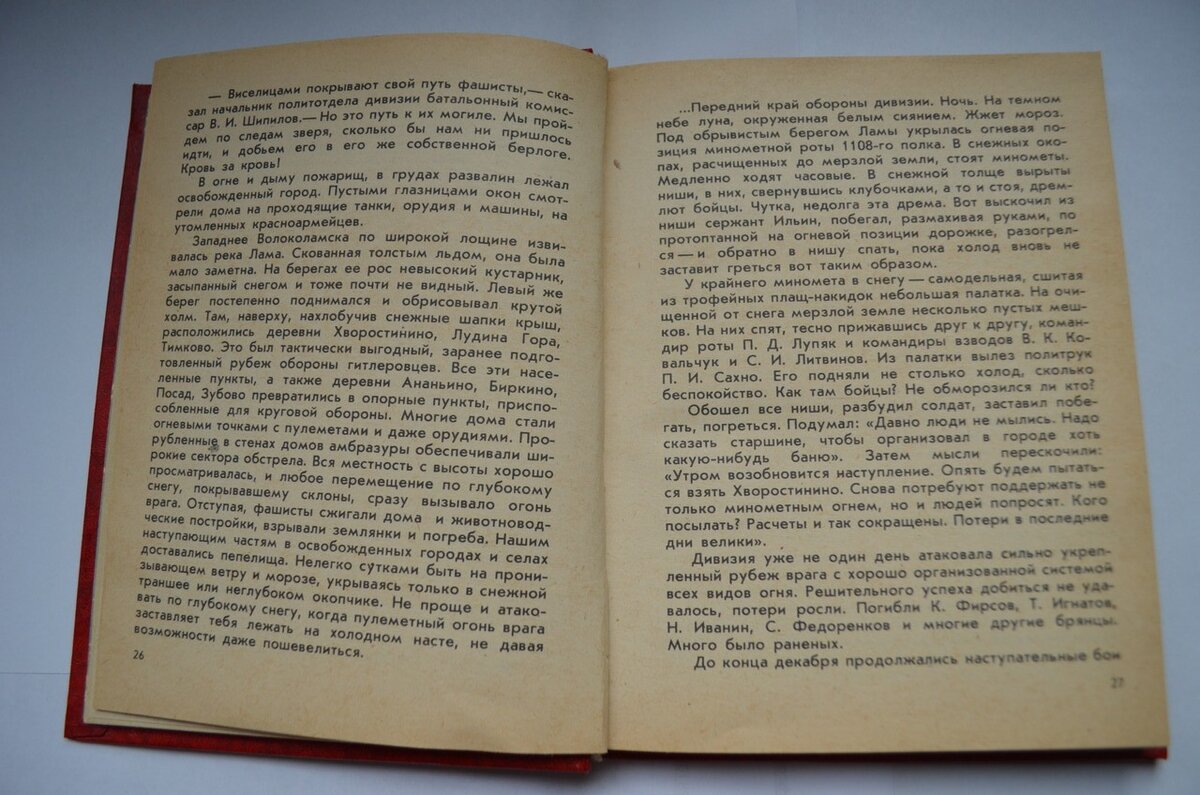 — Виселицами покрывают свой путь фашисты,— ска-
зал начальник политотдела дивизии батальонный комис-
сар В. И. Шипилов.— Но это путь к их могиле. Мы прой-
дем по следам зверя, сколько бы нам ни пришлось
идти, и добьем его в его же собственной берлоге.
Кровь за кровь!
В огне и дыму пожарищ, в грудах развалин лежал
освобожденный город. Пустыми глазницами окон смот-
рели дома на проходящие танки, орудия и машины, на
утомленных красноармейцев.
Западнее Волоколамска по широкой лощине изви-
валась река Лама. Скованная толстым льдом, она была
мало заметна. На берегах ее рос невысокий кустарник,
засыпанный снегом и тоже почти не видный. Левый же
берег постепенно поднимался и обрисовывал крутой
холм. Там, наверху, нахлобучив снежные шапки крыш,
расположились деревни Хворостинино, Лудина Гора,
Тимково. Это был тактически выгодный, заранее подго-
товленный рубеж обороны гитлеровцев. Все эти насе-
ленные пункты, а также деревни Ананьино, Биркино,
Посад, Зубово превратились в опорные пункты, приспо-
собленные для круговой обороны. Многие дома стали
огневыми точками с пулеметами и даже орудиями. Про-
рубленные в стенах домов амбразуры обеспечивали ши-
рокие сектора обстрела. Вся местность с высоты хорошо
просматривалась, и любое перемещение по глубокому
снегу, покрывавшему склоны, сразу вызывало огонь
врага. Отступая, фашисты сжигали дома и животновод-
ческие постройки, взрывали землянки и погреба. Нашим
наступающим частям в освобожденных городах и селах
доставались пепелища. Нелегко сутками быть на прони-
зывающем ветру и морозе, укрываясь только в снежной
траншее или неглубоком окопчике. Не проще и атако-
вать по глубокому снегу, когда пулеметный огонь врага
заставляет тебя лежать на холодном насте, не давая
возможности даже пошевелиться.
26
...Передний край обороны дивизии. Ночь. На темном
небе луна, окруженная белым сиянием. Жжет мороз.
Под обрывистым берегом Ламы укрылась огневая по-
зиция минометной роты 1108-го полка. В снежных око-
пах, расчищенных до мерзлой земли, стоят минометы.
Медленно ходят часовые. В снежной толще вырыты
ниши, в них, свернувшись клубочками, а то и стоя, дрем-
лют бойцы. Чутка, недолга эта дрема. Вот выскочил из
ниши сержант Ильин, побегал, размахивая руками, по
протоптанной на огневой позиции дорожке, разогрел-
ся — и обратно в нишу спать, пока холод вновь не
заставит греться вот таким образом.
У крайнего миномета в снегу — самодельная, сшитая
из трофейных плащ-накидок небольшая палатка. На очи-
щенной от снега мерзлой земле несколько пустых меш-
ков. На них спят, тесно прижавшись друг к другу, коман-
дир роты П. Д. Лупяк и командиры взводов В. К. Ко-
вальчук и С. И. Литвинов. Из палатки вылез политрук
П. И. Сахно. Его подняли не столько холод, сколько
беспокойство. Как там бойцы? Не обморозился ли кто?
Обошел все ниши, разбудил солдат, заставил побе-
гать, погреться. Подумал: «Давно люди не мылись. Надо
сказать старшине, чтобы организовал в городе хоть
какую-нибудь баню». Затем мысли перескочили:
«Утром возобновится наступление. Опять будем пытать-
ся взять Хворостинино. Снова потребуют поддержать не
только минометным огнем, но и людей попросят. Кого
посылать? Расчеты и так сокращены. Потери в последние
дни велики».
Дивизия уже не один день атаковала сильно укреп-
ленный рубеж врага с хорошо организованной системой
всех видов огня. Решительного успеха добиться не уда-
валось, потери росли. Погибли К. Фирсов, Т. Игнатов,
Н. Иванин, С. Федоренков и многие другие брянцы.
Много было раненых.
До конца декабря продолжались наступательные бои
27